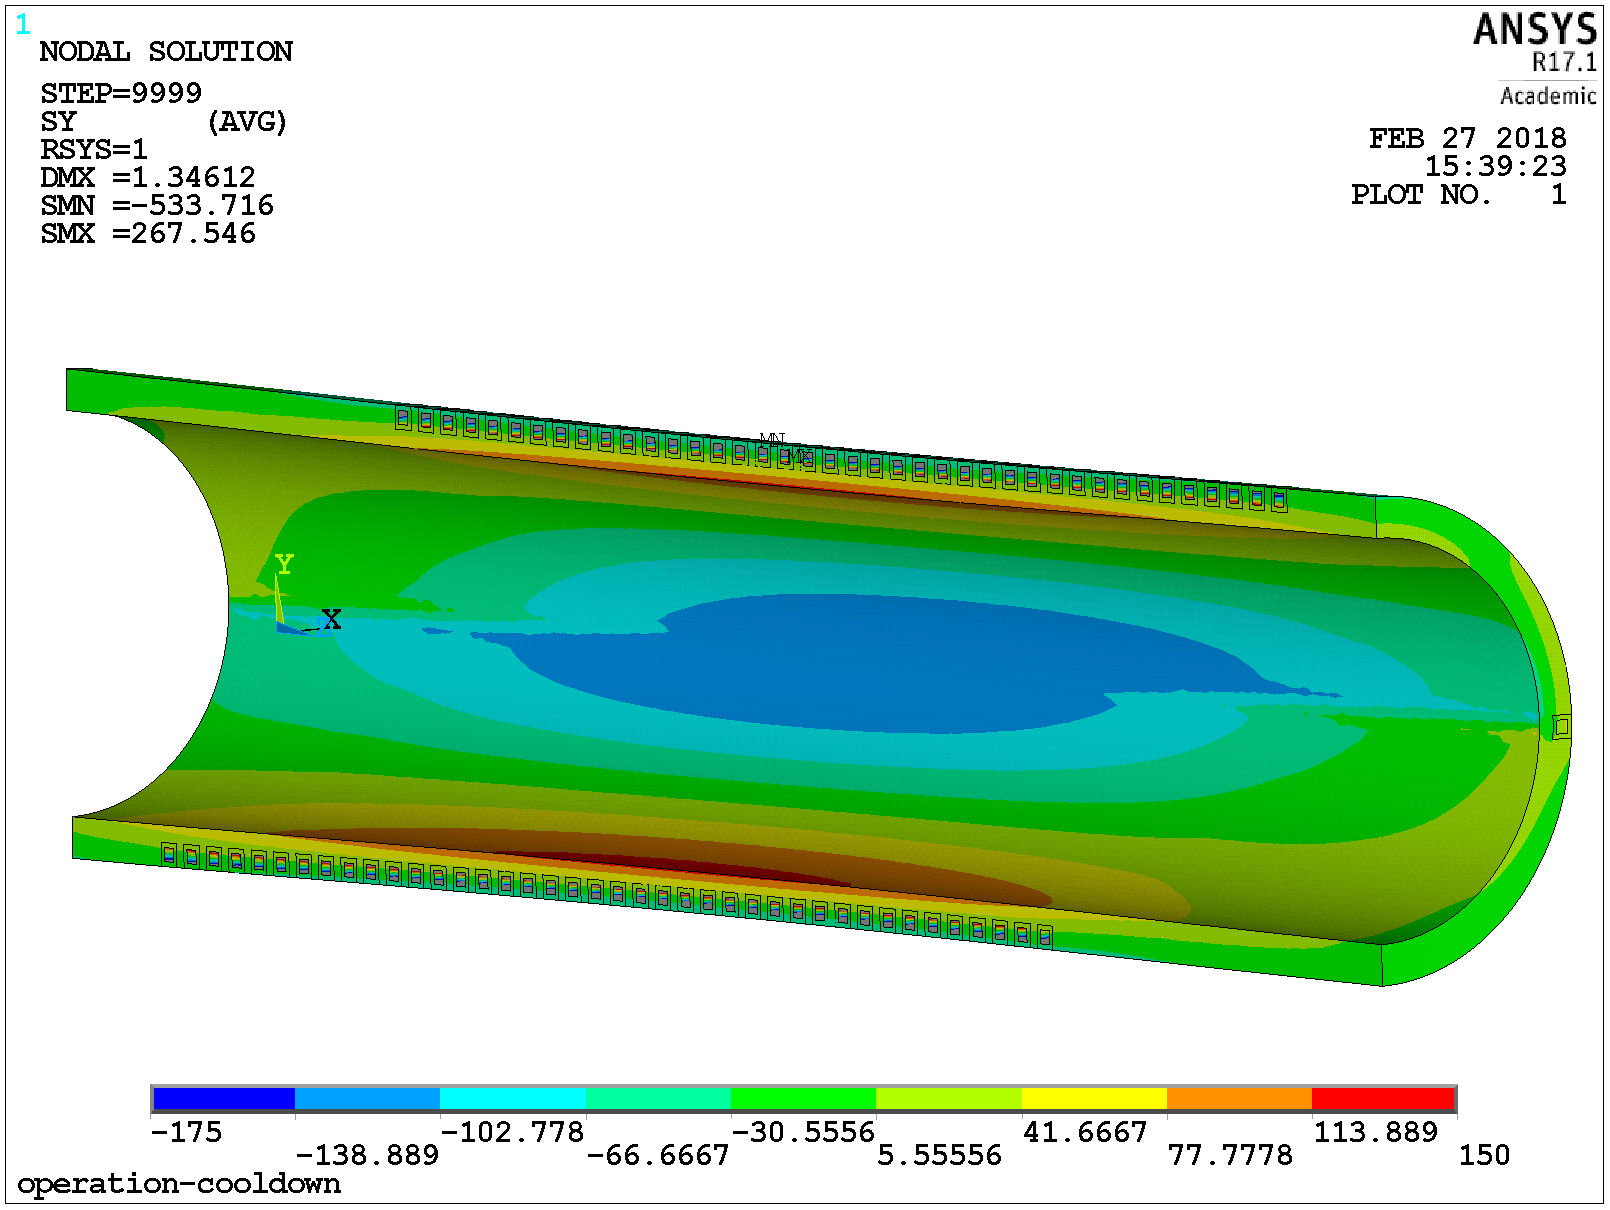 1
NODAL SOLUTION
STEP=9999
SY (AVG)
RSYS=1
DMX =1.34612
SMN =-533.716
SMX =267.546
ANSYS
R17.1
Academic
FEB 27 2018
15:39:23
PLOT NO. 1
MN
MX
Y
X
-175
-138.889
-102.778
-66.6667
-30.5556
5.55556
41.6667
77.7778
113.889
150
operation-cooldown